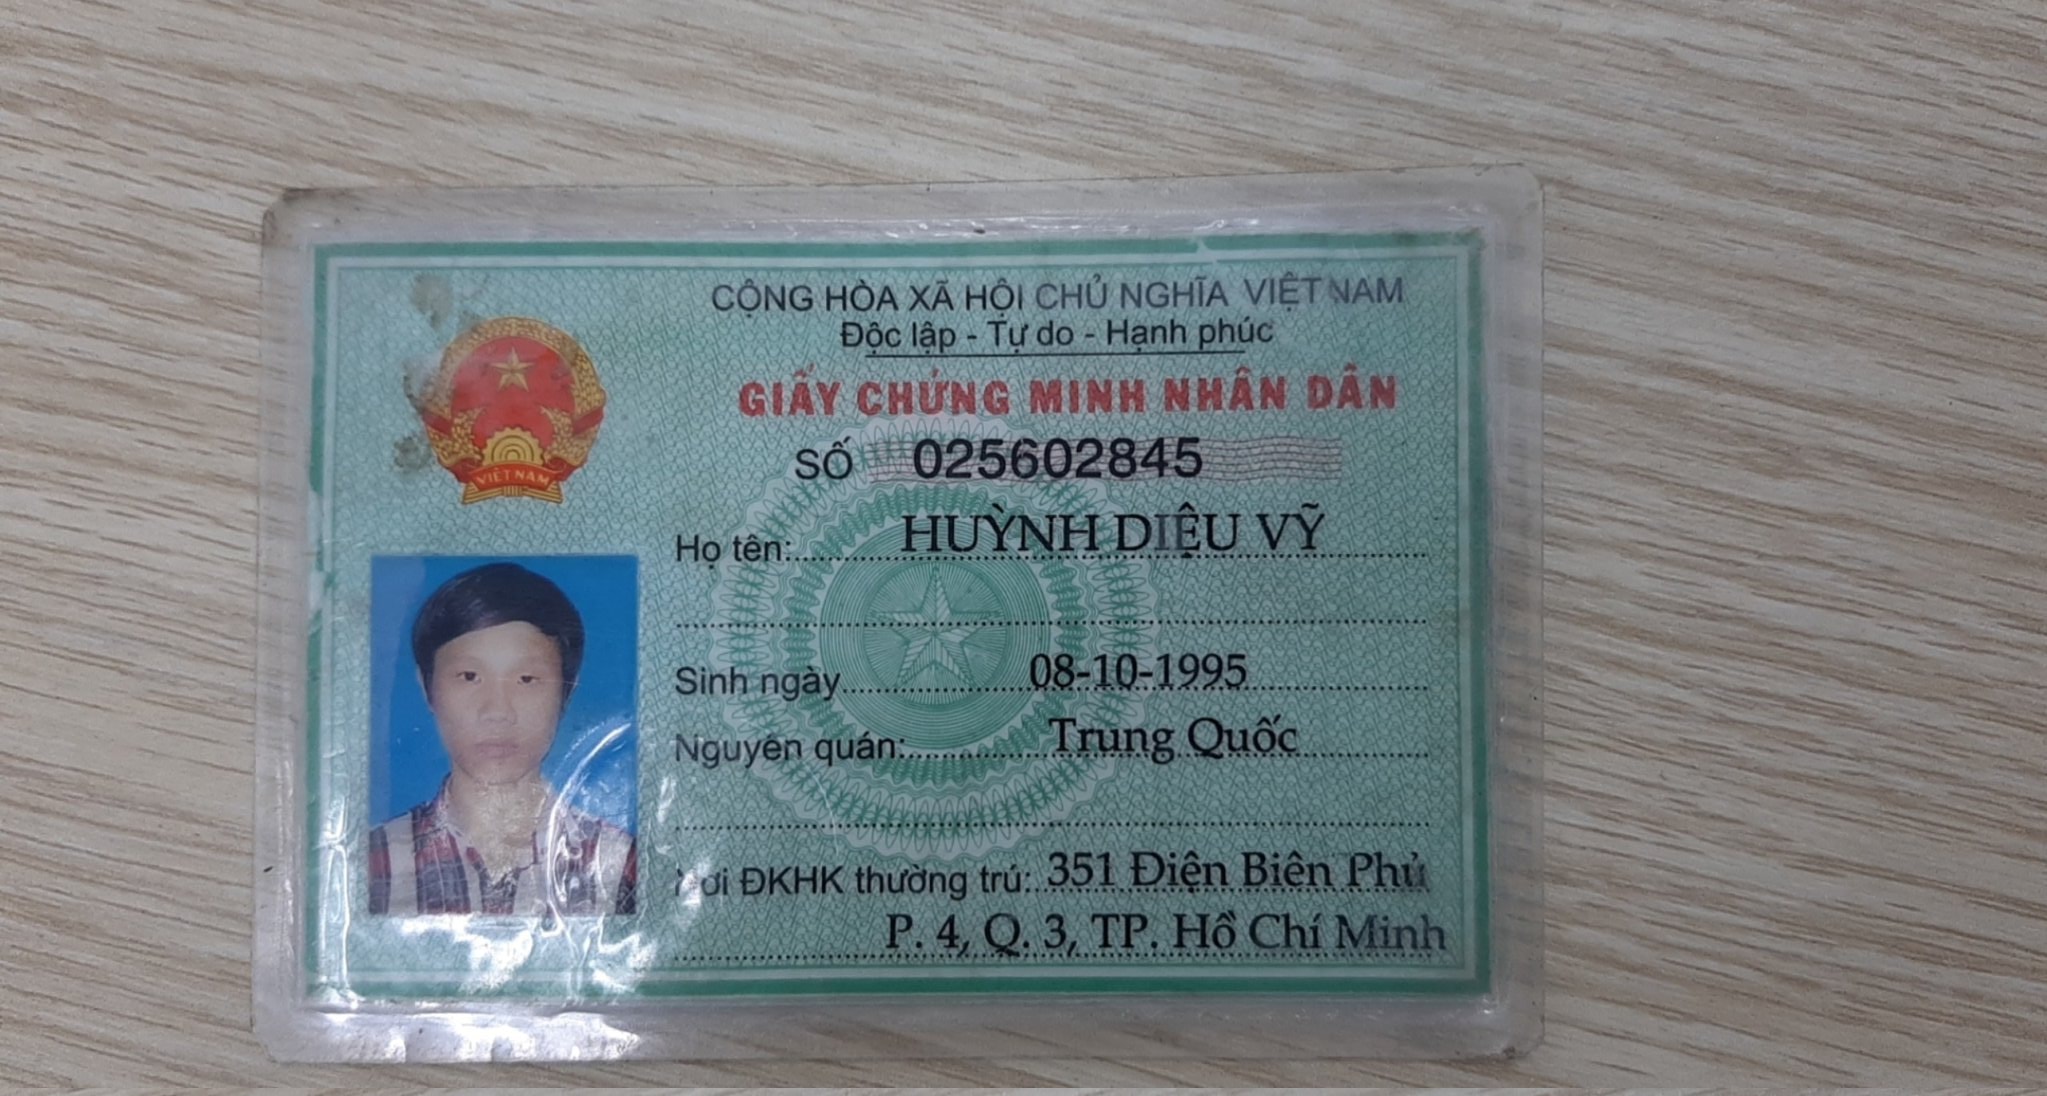 CỘNG HÒA XÃ HỘI CHỦ NGHĨA VIỆT NAM
Độc lập - Tự do - Hạnh phúc
GIẤY CHỨNG MINH NHÂN DÂN
SỐ 025602845
VIỆT NAM
Họ tên: HUỲNH DIỆU VỸ
Sinh ngày 08-10-1995
Nguyên quán: Trung Quốc
Nơi ĐKHK thường trú: 351 Điện Biên Phủ
P. 4, Q. 3, TP. Hồ Chí Minh